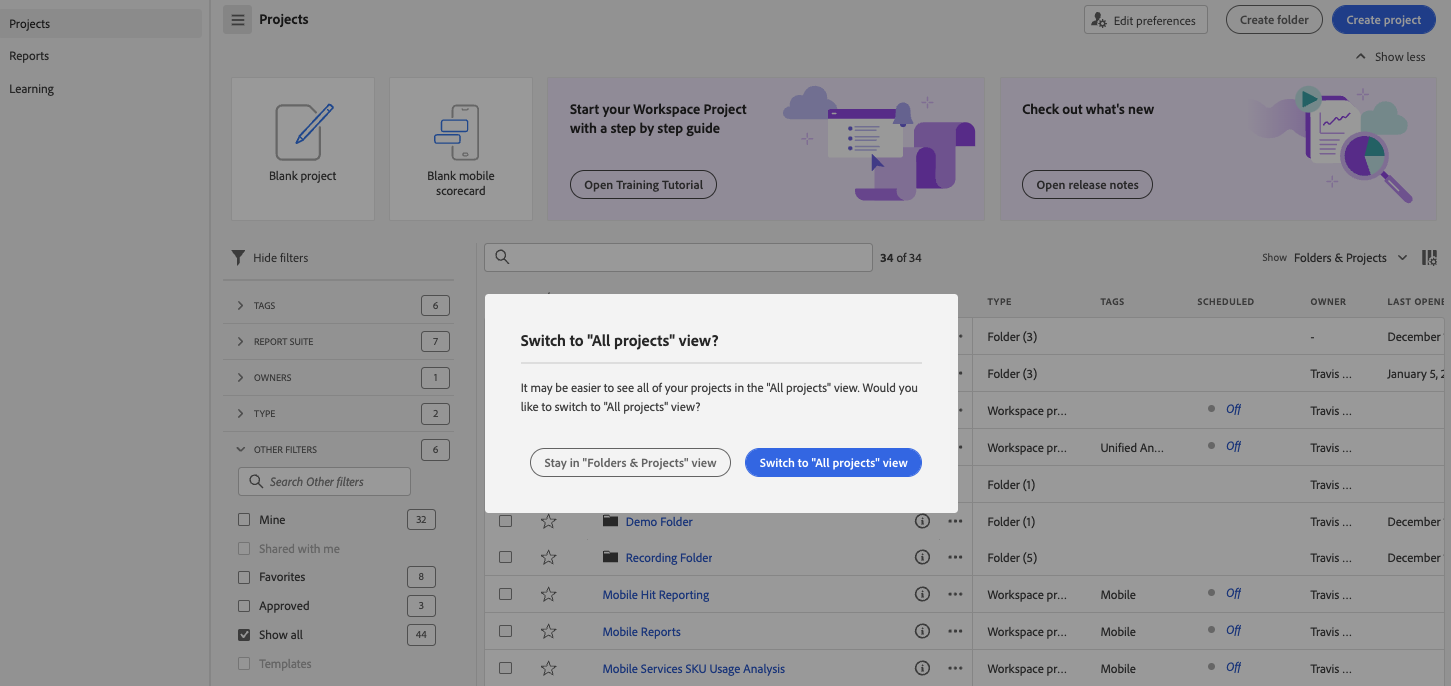 Projects
Reports
Learning
Projects
Edit preferences
Create folder
Create project
Show less
Blank project
Blank mobile
scorecard
Start your Workspace Project
with a step by step guide
Open Training Tutorial
Check out what's new
Open release notes
Hide filters
TAGS 6
REPORT SUITE 7
OWNERS 1
TYPE 2
OTHER FILTERS 6
Search Other filters
Mine 32
Shared with me
Favorites 8
Approved 3
Show all 44
Templates
34 of 34
Show Folders & Projects
TYPE TAGS SCHEDULED OWNER LAST OPENE
Folder (3) - December
Folder (3) Travis ... January 5, 2
Workspace pr... Off Travis ...
Workspace pr... Unified An... Off Travis ...
Folder (1) Travis ...
Switch to "All projects" view?
It may be easier to see all of your projects in the "All projects" view. Would you
like to switch to "All projects" view?
Stay in "Folders & Projects" view
Switch to "All projects" view
Demo Folder Folder (1) Travis ... December
Recording Folder Folder (5) Travis ... December
Mobile Hit Reporting Workspace pr... Mobile Off Travis ...
Mobile Reports Workspace pr... Mobile Off Travis ...
Mobile Services SKU Usage Analysis Workspace pr... Mobile Off Travis ...